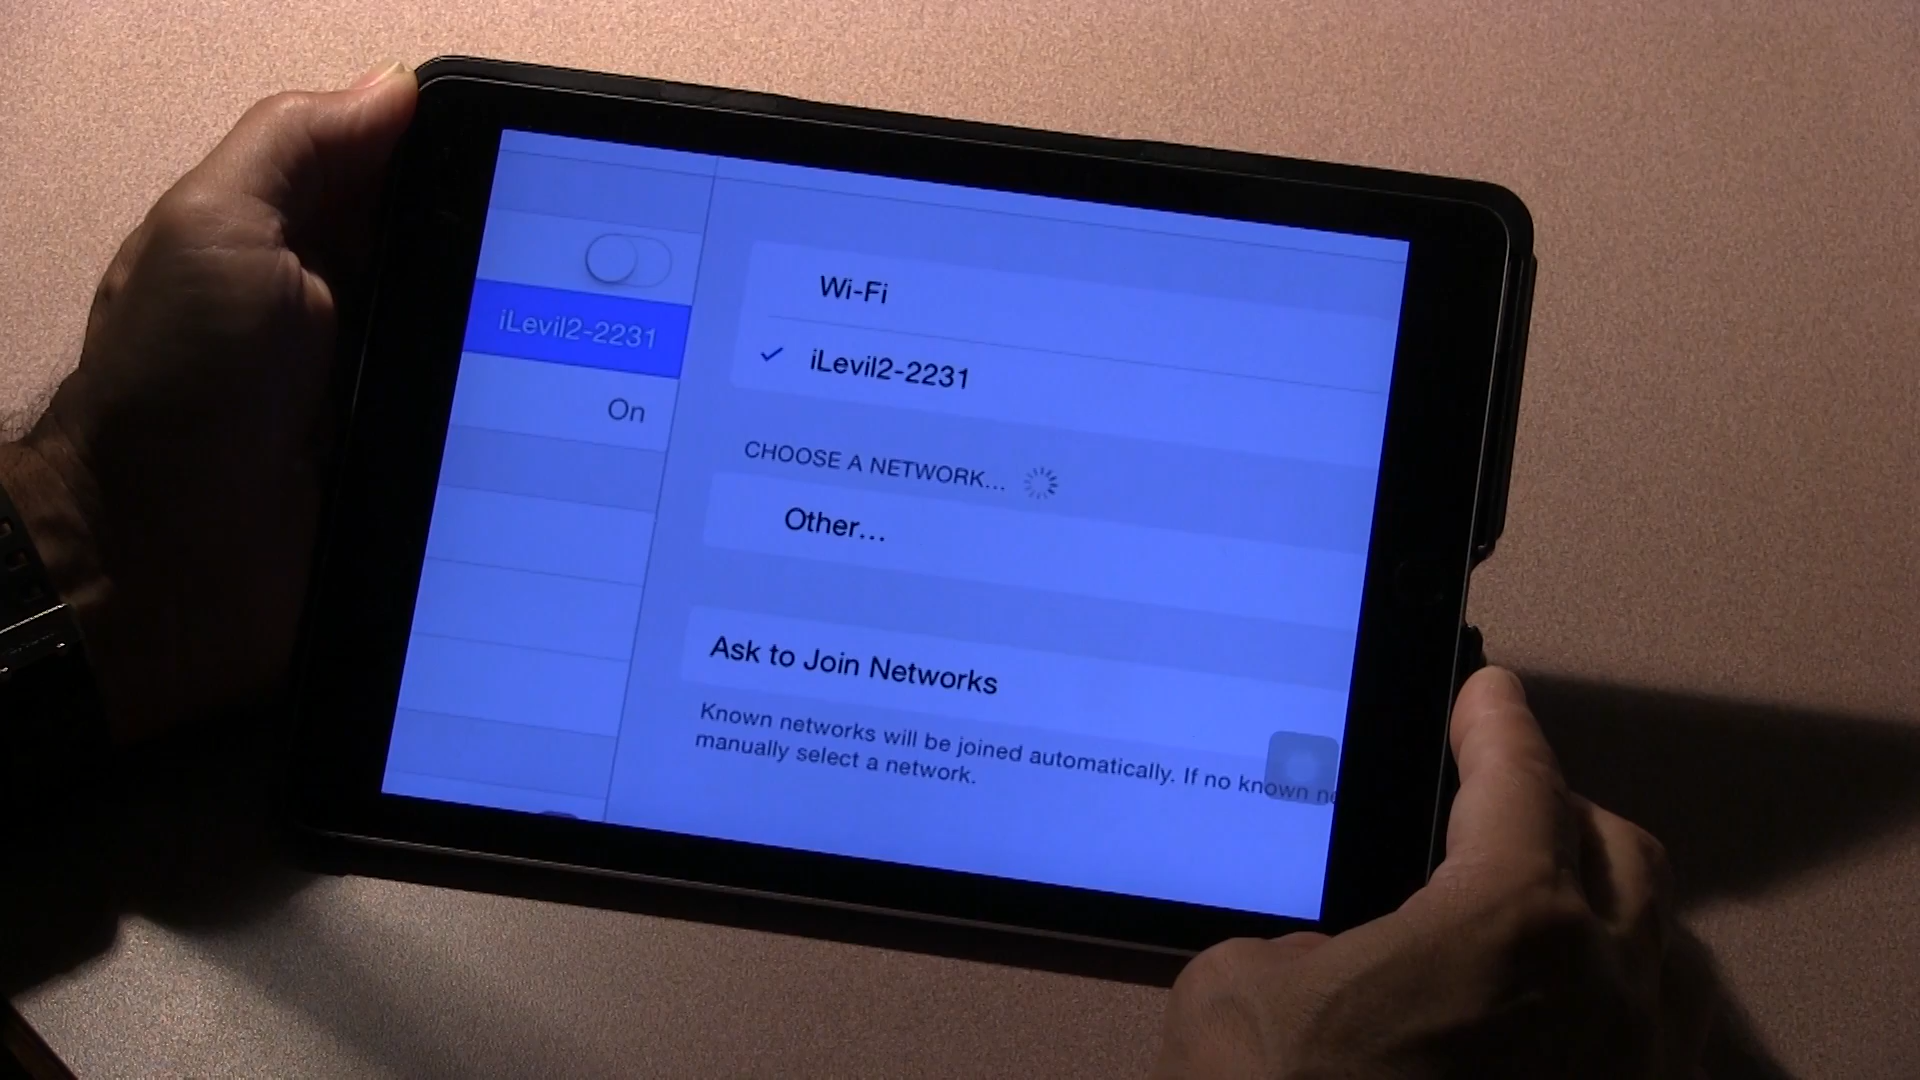 iLevil2-2231
On
Wi-Fi
iLevil2-2231
CHOOSE A NETWORK...
Other...
Ask to Join Networks
Known networks will be joined automatically. If no known
manually select a network.